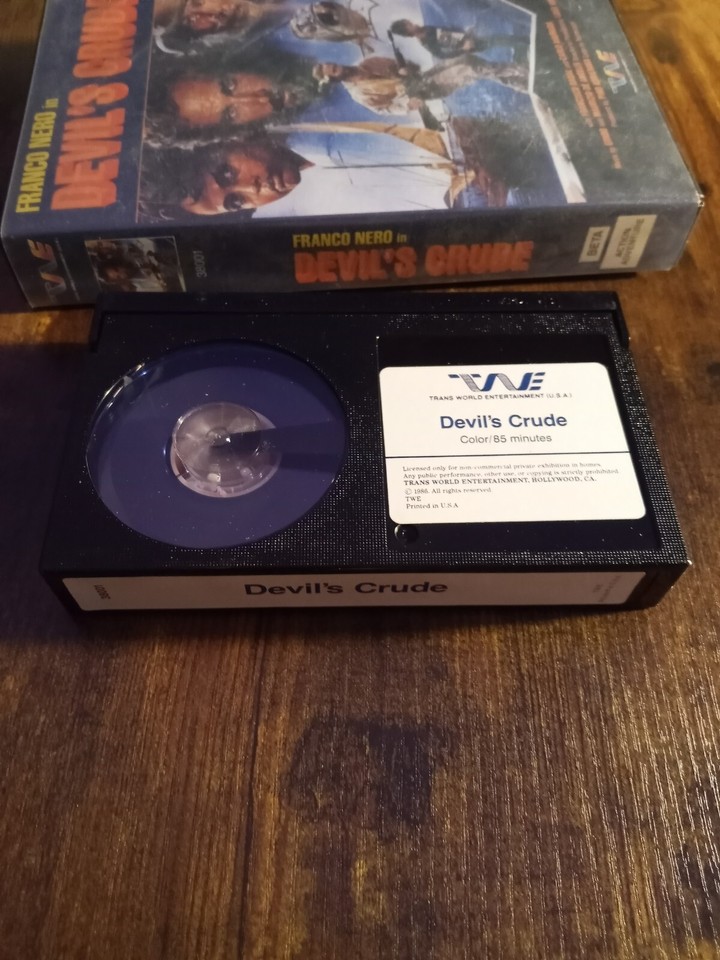 FRANCO NERO in
DEVIL'S CRUDE
TWE
FRANCO NERO in
DEVIL'S CRUDE
BETA
ACTION
TWE
TRANS WORLD ENTERTAINMENT (U.S.A.)
Devil's Crude
Color/85 minutes
Licensed only for non-commercial private exhibition in homes.
Any public performance, other use, or copying is strictly prohibited.
TRANS WORLD ENTERTAINMENT, HOLLYWOOD, CA.
© 1986. All rights reserved.
TWE
Printed in U.S.A
Devil's Crude